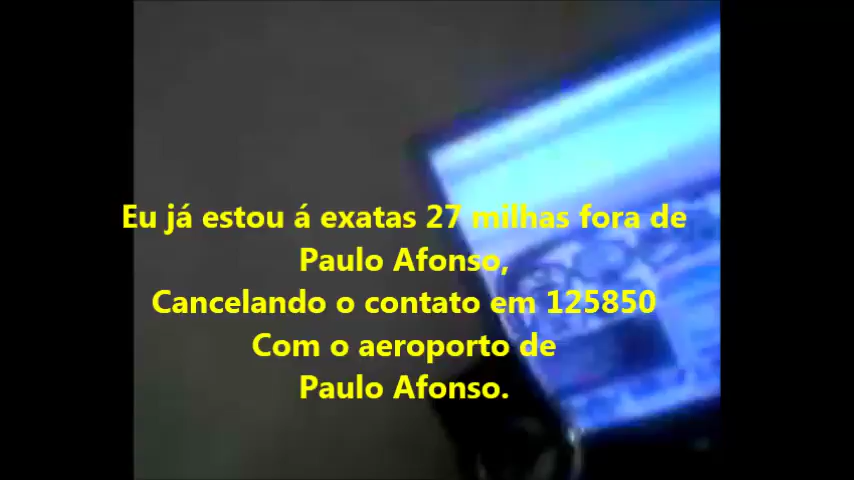 Eu já estou á exatas 27 milhas fora de
Paulo Afonso,
Cancelando o contato em 125850
Com o aeroporto de
Paulo Afonso.